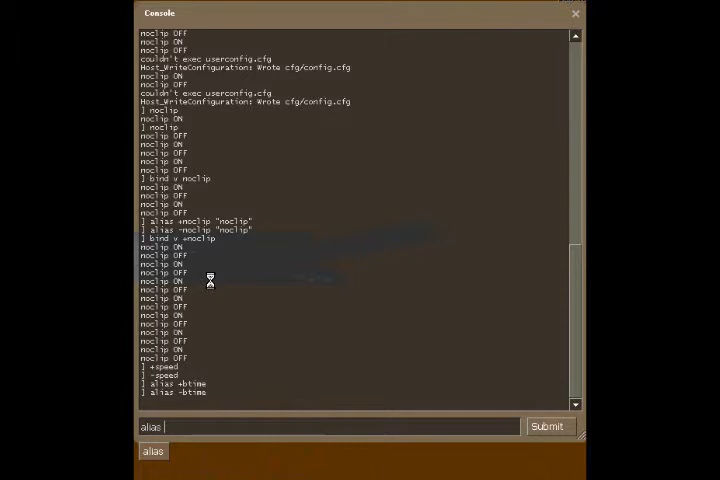 Console
noclip OFF
noclip ON
noclip OFF
couldn't exec userconfig.cfg
Host_WriteConfiguration: Wrote cfg/config.cfg
noclip ON
noclip OFF
couldn't exec userconfig.cfg
Host_WriteConfiguration: Wrote cfg/config.cfg
] noclip
noclip ON
] noclip
noclip OFF
noclip ON
noclip OFF
noclip ON
noclip OFF
] bind v noclip
noclip ON
noclip OFF
noclip ON
noclip OFF
] alias +noclip "noclip"
] alias -noclip "noclip"
] bind v +noclip
noclip ON
noclip OFF
noclip ON
noclip OFF
noclip ON
noclip OFF
noclip ON
noclip OFF
noclip ON
noclip OFF
noclip ON
noclip OFF
noclip ON
noclip OFF
] +speed
] -speed
] alias +btime
] alias -btime
alias
Submit
alias